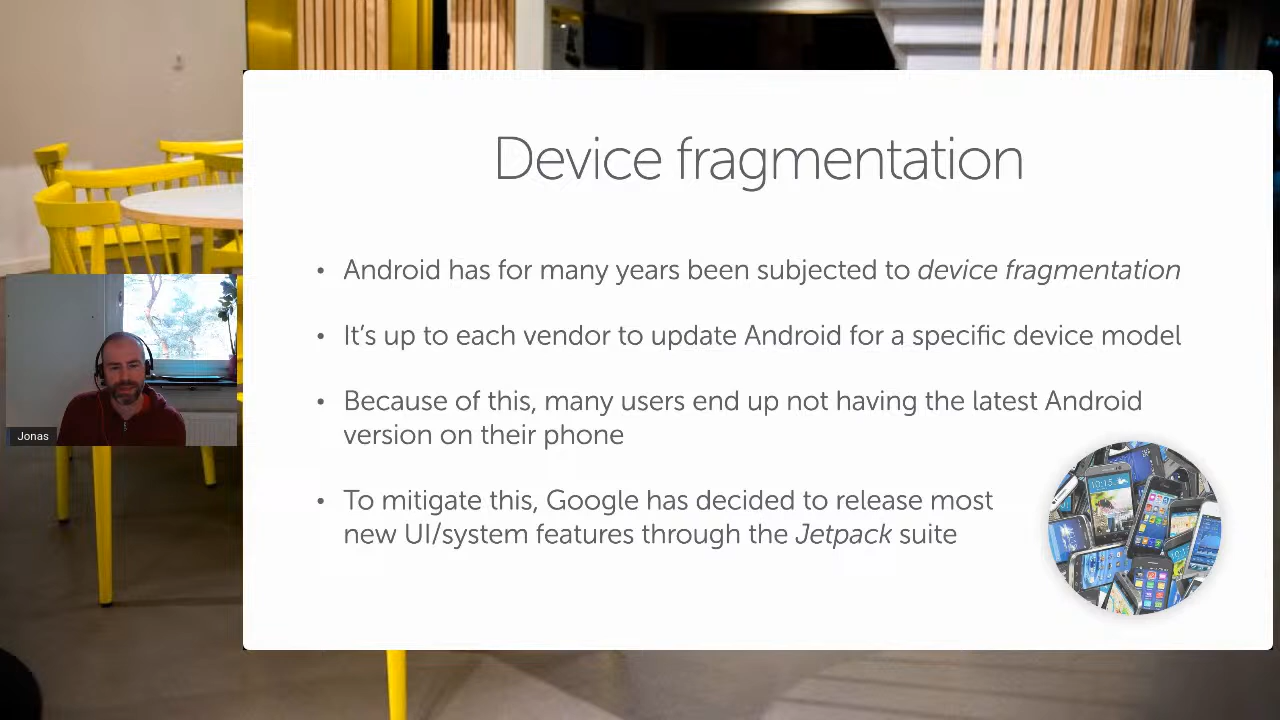 Device fragmentation
• Android has for many years been subjected to device fragmentation
• It’s up to each vendor to update Android for a specific device model
• Because of this, many users end up not having the latest Android
version on their phone
• To mitigate this, Google has decided to release most
new UI/system features through the Jetpack suite
Jonas
10:15